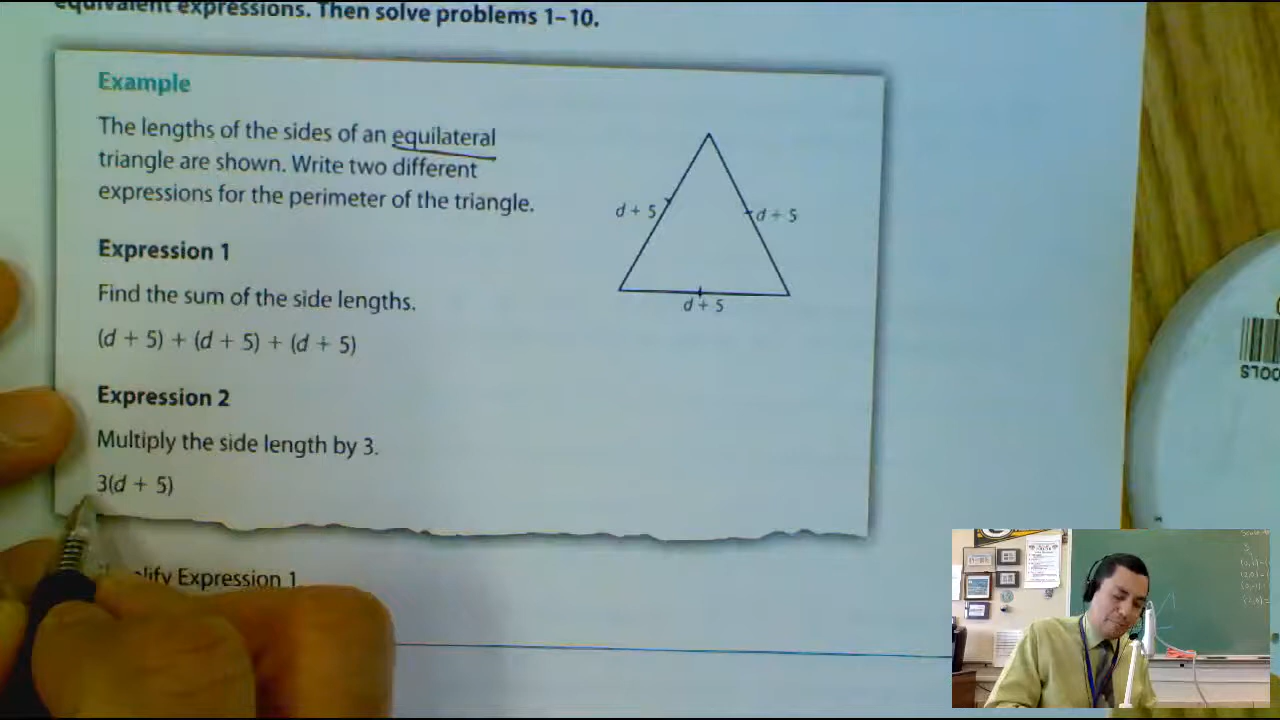 equivalent expressions. Then solve problems 1–10.
Example
The lengths of the sides of an equilateral
triangle are shown. Write two different
expressions for the perimeter of the triangle.
d + 5
d + 5
d + 5
Expression 1
Find the sum of the side lengths.
(d + 5) + (d + 5) + (d + 5)
Expression 2
Multiply the side length by 3.
3(d + 5)
Expression 1